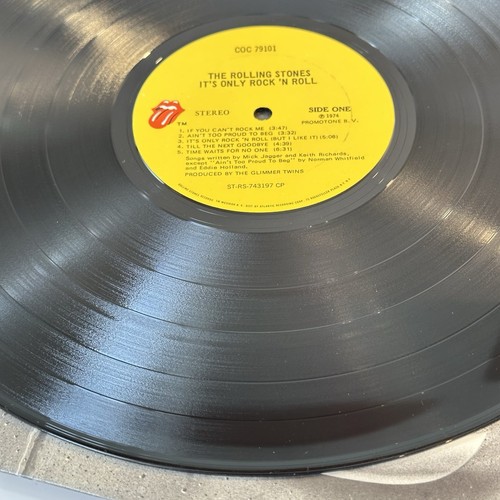 COC 79101
THE ROLLING STONES
IT'S ONLY ROCK 'N ROLL
TM
STEREO
SIDE ONE
℗ 1974
PROMOTONE B.V.
1. IF YOU CAN'T ROCK ME (3:47)
2. AIN'T TOO PROUD TO BEG (3:32)
3. IT'S ONLY ROCK 'N ROLL (BUT I LIKE IT) (5:06)
4. TILL THE NEXT GOODBYE (4:39)
5. TIME WAITS FOR NO ONE (6:31)
Songs written by Mick Jagger and Keith Richards,
except "Ain't Too Proud To Beg" by Norman Whitfield
and Eddie Holland.
PRODUCED BY THE GLIMMER TWINS
ST-RS-743197 CP